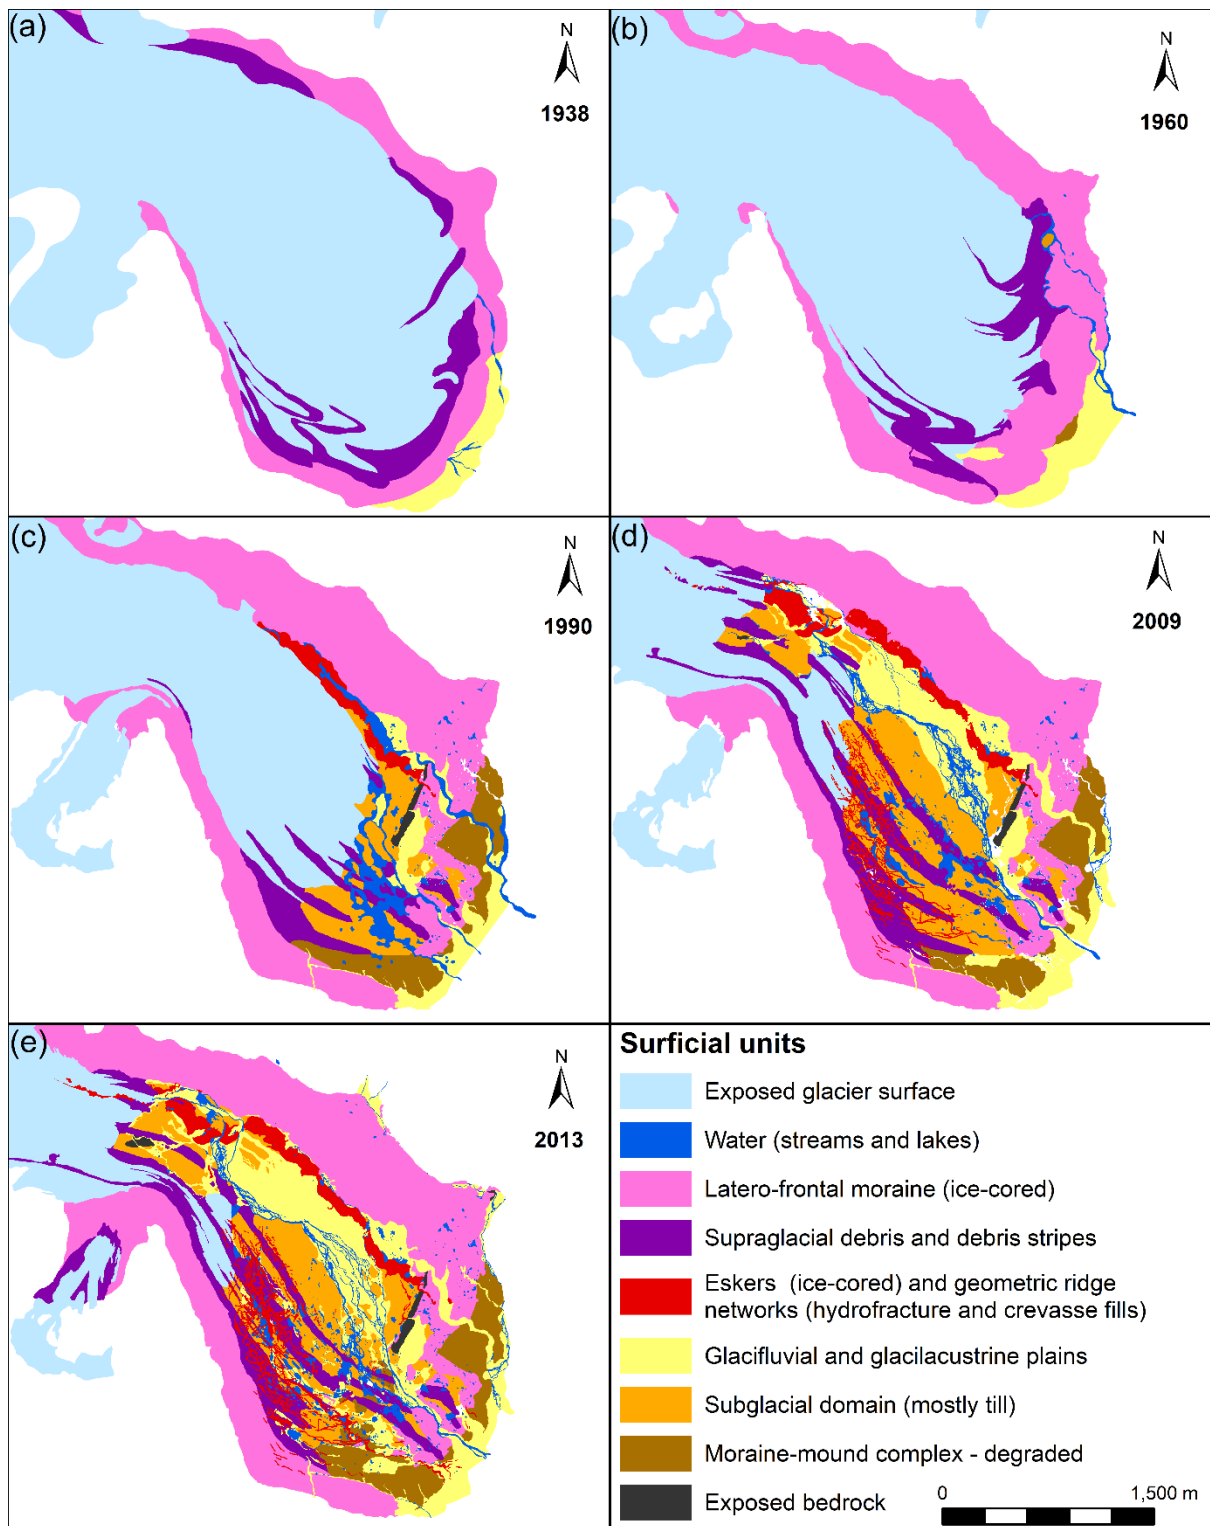 (a)
N
1938
(b)
N
1960
(c)
N
1990
(d)
N
2009
(e)
N
2013
Surficial units
Exposed glacier surface
Water (streams and lakes)
Latero-frontal moraine (ice-cored)
Supraglacial debris and debris stripes
Eskers (ice-cored) and geometric ridge
networks (hydrofracture and crevasse fills)
Glacifluvial and glacilacustrine plains
Subglacial domain (mostly till)
Moraine-mound complex - degraded
Exposed bedrock
0 1,500 m